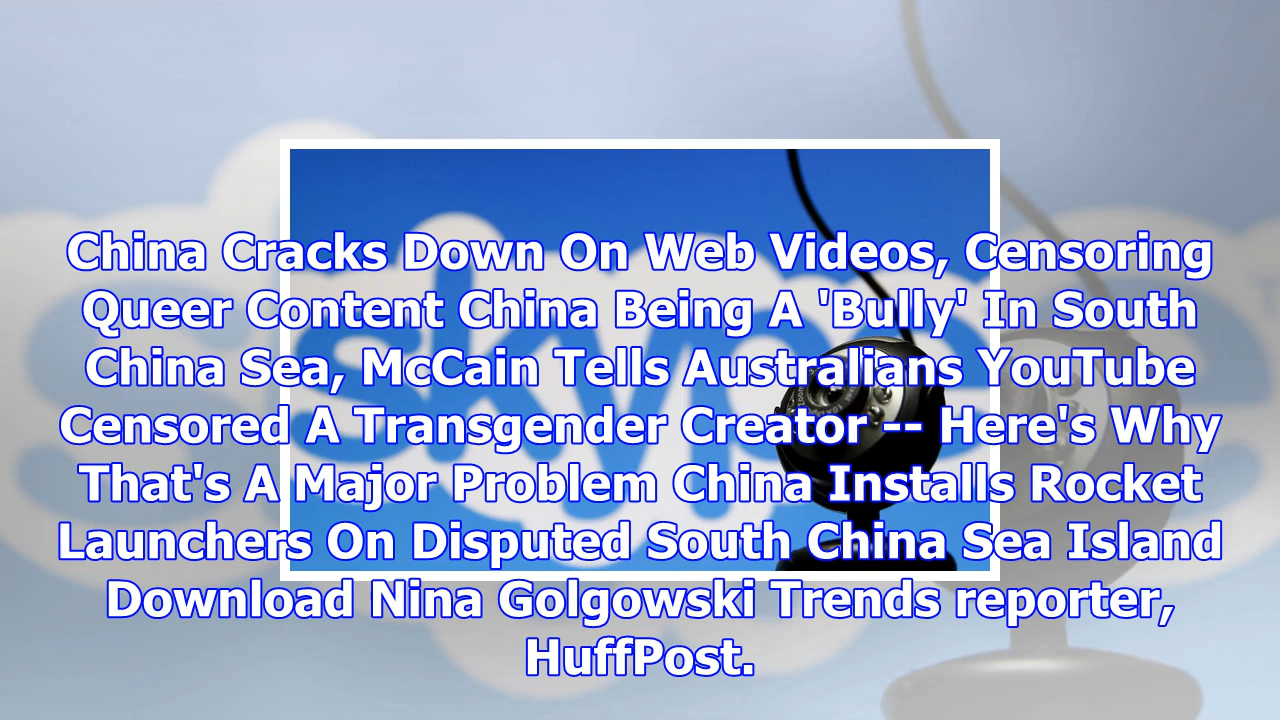 China Cracks Down On Web Videos, Censoring
Queer Content China Being A 'Bully' In South
China Sea, McCain Tells Australians YouTube
Censored A Transgender Creator -- Here's Why
That's A Major Problem China Installs Rocket
Launchers On Disputed South China Sea Island
Download Nina Golgowski Trends reporter,
HuffPost.
skype